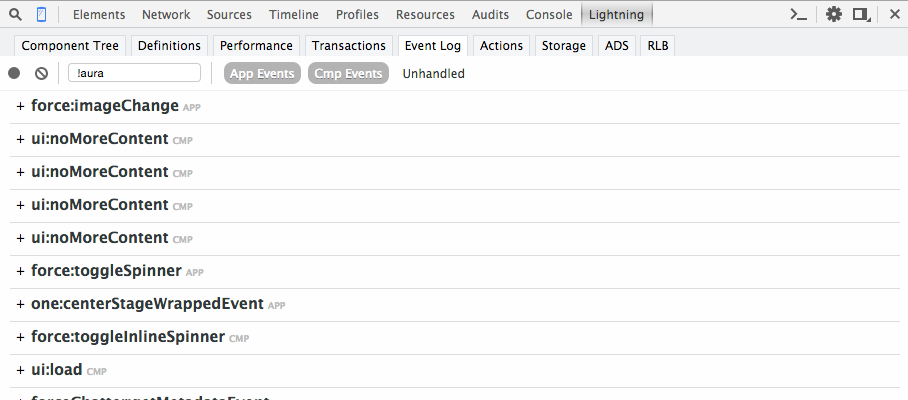 Elements Network Sources Timeline Profiles Resources Audits Console Lightning
Component Tree Definitions Performance Transactions Event Log Actions Storage ADS RLB
!aura App Events Cmp Events Unhandled
+ force:imageChange APP
+ ui:noMoreContent CMP
+ ui:noMoreContent CMP
+ ui:noMoreContent CMP
+ ui:noMoreContent CMP
+ force:toggleSpinner APP
+ one:centerStageWrappedEvent APP
+ force:toggleInlineSpinner CMP
+ ui:load CMP